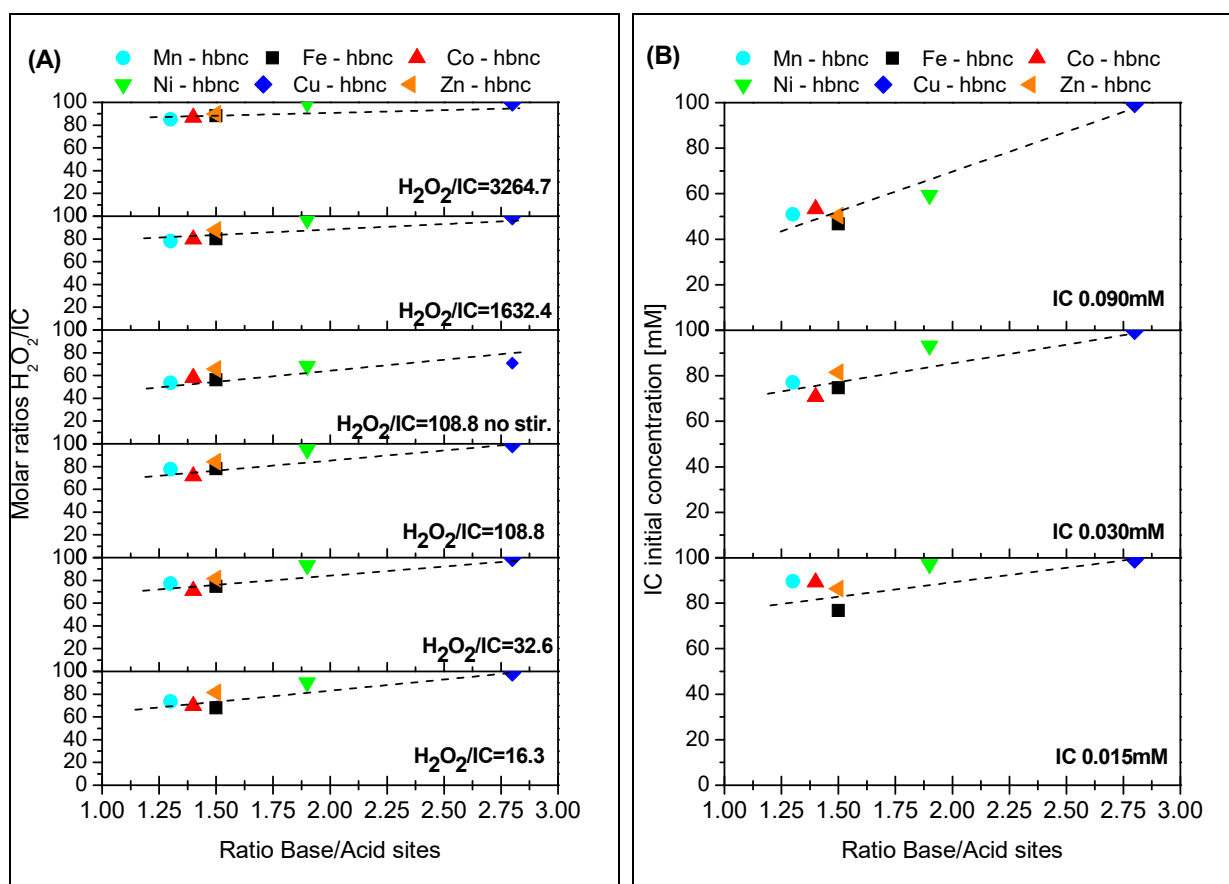 (A)
Mn - hbnc Fe - hbnc Co - hbnc
Ni - hbnc Cu - hbnc Zn - hbnc
Molar ratios H2O2/IC
100
80
60
40
20
H2O2/IC=3264.7
100
80
60
40
20
H2O2/IC=1632.4
100
80
60
40
20
H2O2/IC=108.8 no stir.
100
80
60
40
20
H2O2/IC=108.8
100
80
60
40
20
H2O2/IC=32.6
100
80
60
40
20
0
H2O2/IC=16.3
1.00 1.25 1.50 1.75 2.00 2.25 2.50 2.75 3.00
Ratio Base/Acid sites
(B)
Mn - hbnc Fe - hbnc Co - hbnc
Ni - hbnc Cu - hbnc Zn - hbnc
IC initial concentration [mM]
100
80
60
40
20
IC 0.090mM
100
80
60
40
20
IC 0.030mM
100
80
60
40
20
0
IC 0.015mM
1.00 1.25 1.50 1.75 2.00 2.25 2.50 2.75 3.00
Ratio Base/Acid sites